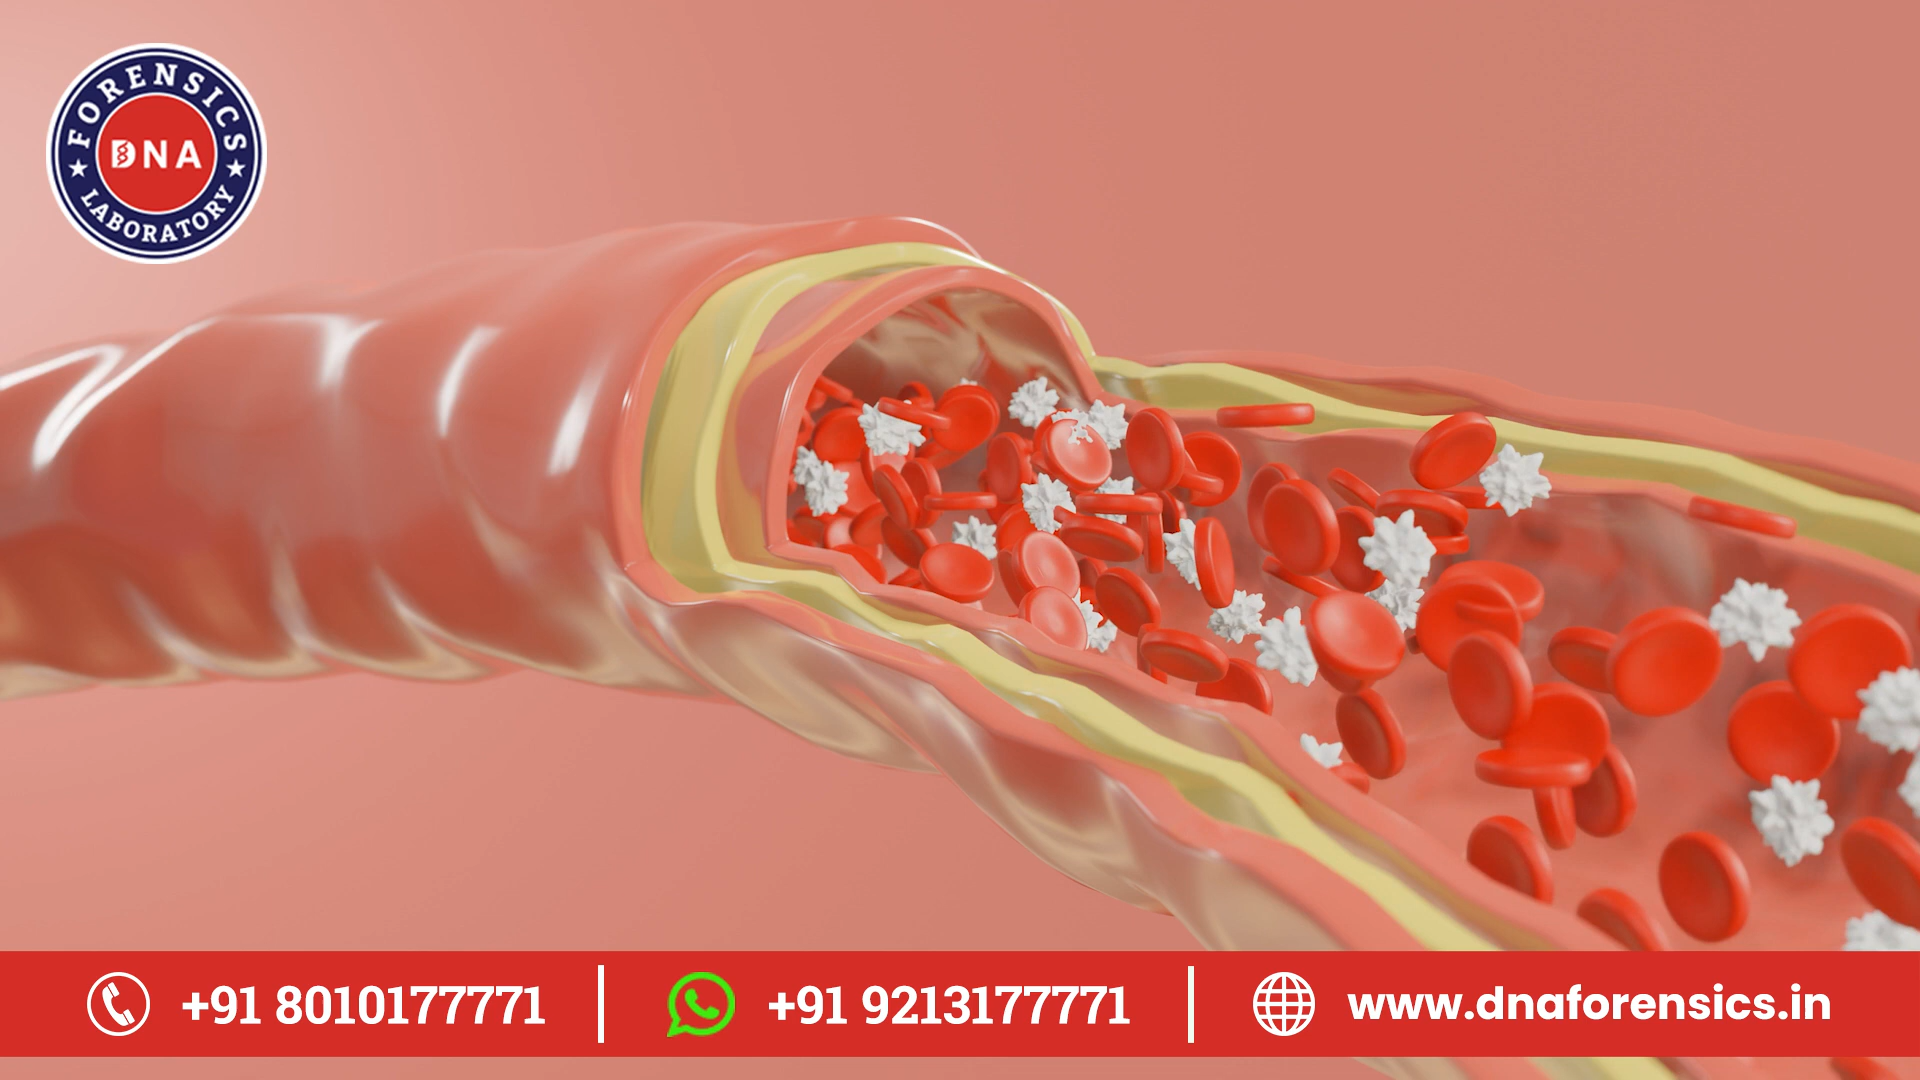 FORENSICS
DNA
LABORATORY
+91 8010177771
+91 9213177771
www.dnaforensics.in